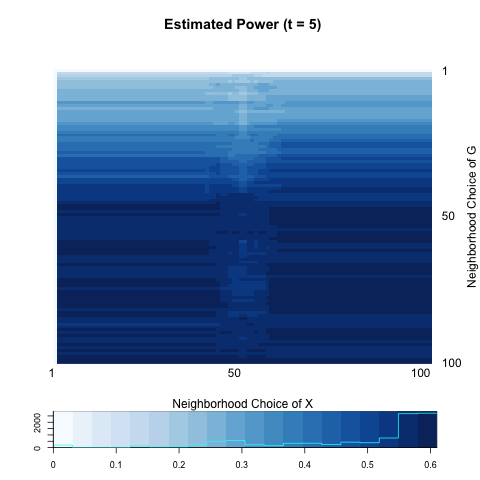 Estimated Power (t = 5)
1
50
100
Neighborhood Choice of G
1 50 100
Neighborhood Choice of X
0 2000
0 0.1 0.2 0.3 0.4 0.5 0.6